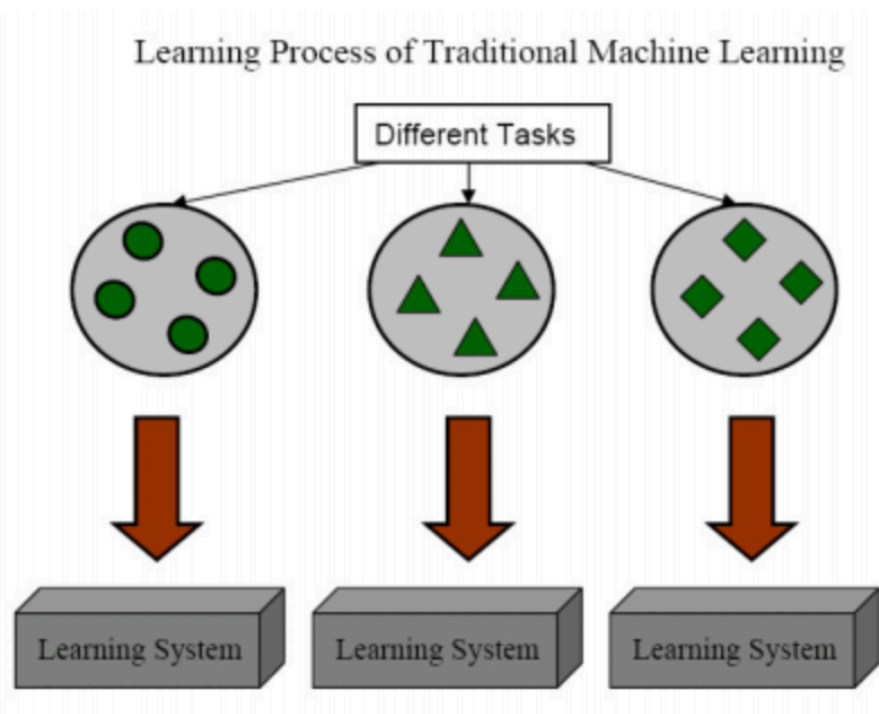 Learning Process of Traditional Machine Learning
Different Tasks
Learning System
Learning System
Learning System